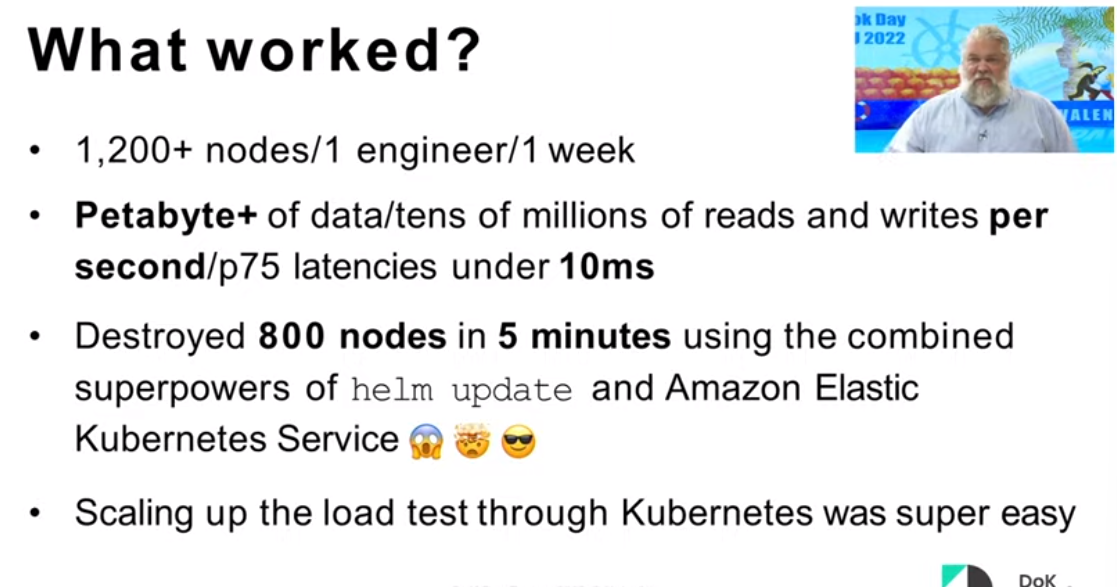 What worked?
ok Day
J 2022
VALEN
• 1,200+ nodes/1 engineer/1 week
• Petabyte+ of data/tens of millions of reads and writes per
second/p75 latencies under 10ms
• Destroyed 800 nodes in 5 minutes using the combined
superpowers of helm update and Amazon Elastic
Kubernetes Service 😱 🤯 😎
• Scaling up the load test through Kubernetes was super easy
DoK